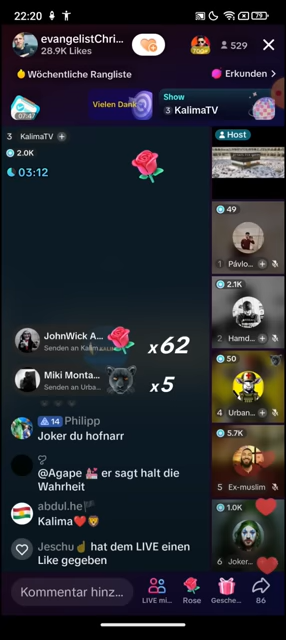 22:20
79
evangelistChri...
28.9K Likes
529
Wöchentliche Rangliste
Erkunden
07:47
Vielen Dank
Show
③ KalimaTV
3 KalimaTV
2.0K
03:12
Host
49
1 Pávlo...
2.1K
2 Hamd...
JohnWick A...
x62
Miki Monta...
Senden an Urba...
x5
50
4 Urban...
14 Philipp
Joker du hofnarr
5.7K
5 Ex-muslim
@Agape er sagt halt die
Wahrheit
abdul.he
Kalima❤️🦁
1.0K
6 Joker...
Jeschu☝ hat dem LIVE einen
Like gegeben
Kommentar hinz...
LIVE mi...
Rose
Gesche...
86